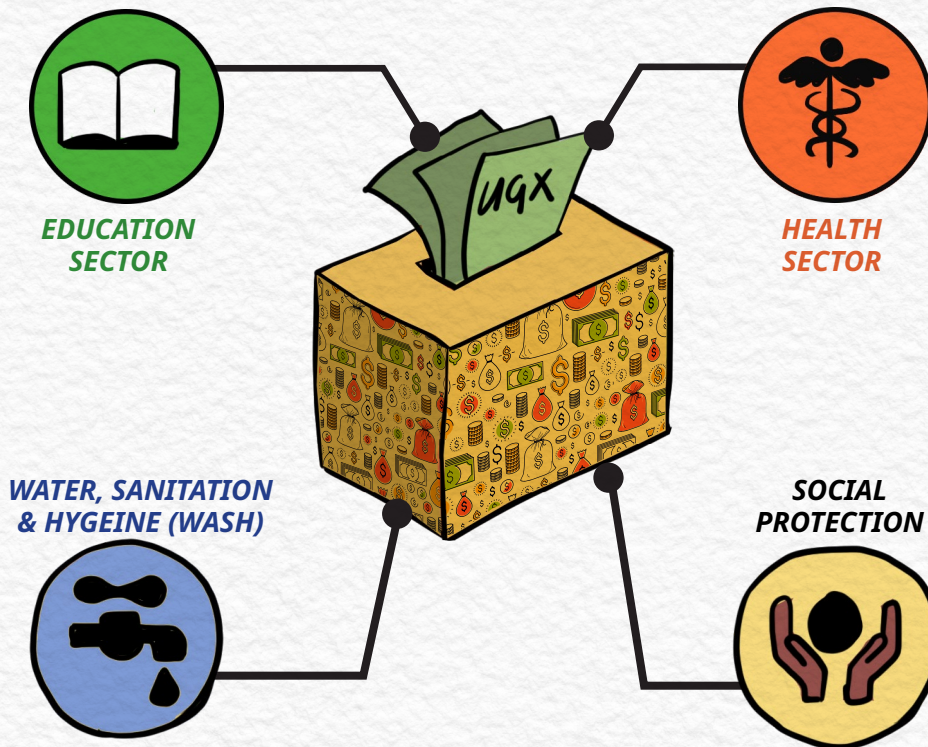 EDUCATION
SECTOR
HEALTH
SECTOR
UGX
WATER, SANITATION
& HYGEINE (WASH)
SOCIAL
PROTECTION